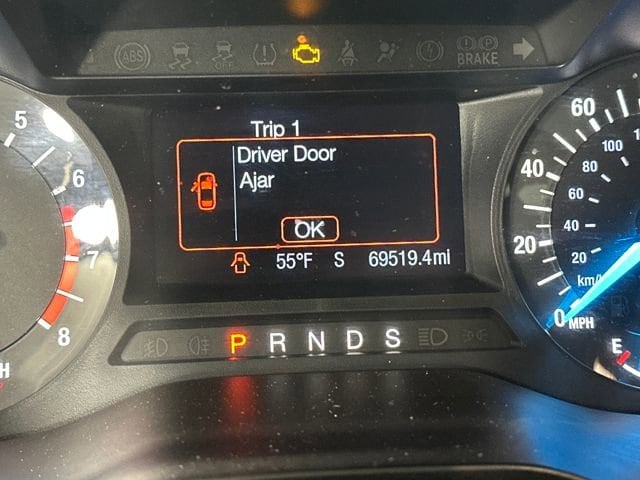 ABS
OFF
BRAKE
Trip 1
Driver Door
Ajar
OK
55°F S 69519.4mi
P R N D S
5
6
7
8
H
60
40
20
0
MPH
100
80
60
40
20
km/
E